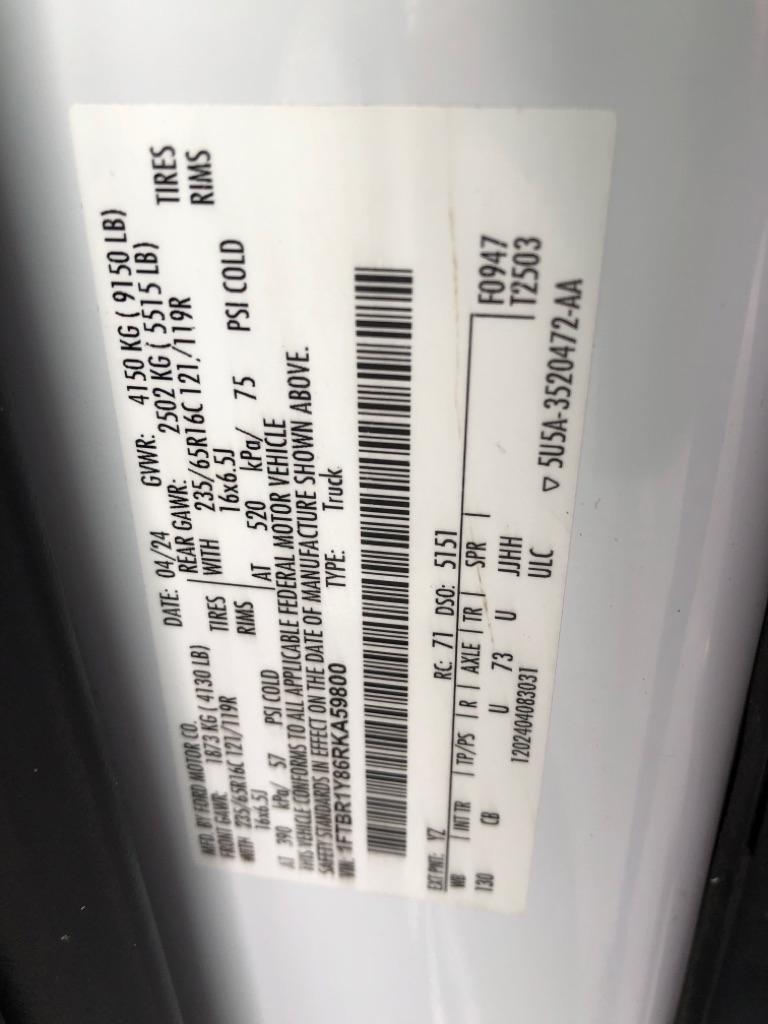 MFD. BY FORD MOTOR CO. DATE: 04/24 GVWR: 4150 KG ( 9150 LB)
FRONT GAWR: 1873 KG ( 4130 LB) REAR GAWR: 2502 KG ( 5515 LB)
WITH 235/65R16C 121/119R TIRES WITH 235/65R16C 121/119R TIRES
16x6.5J RIMS 16x6.5J RIMS
AT 390 kPa/ 57 PSI COLD AT 520 kPa/ 75 PSI COLD
THIS VEHICLE CONFORMS TO ALL APPLICABLE FEDERAL MOTOR VEHICLE
SAFETY STANDARDS IN EFFECT ON THE DATE OF MANUFACTURE SHOWN ABOVE.
VIN: 1FTBR1Y86RKA59800 TYPE: Truck
EXT PNT: YZ RC: 71 DSO: 5151
WB INT TR TP/PS R AXLE TR SPR F0947
130 CB U 73 U JJHH T2503
1202404083031 ULC
▽ 5U5A-3520472-AA